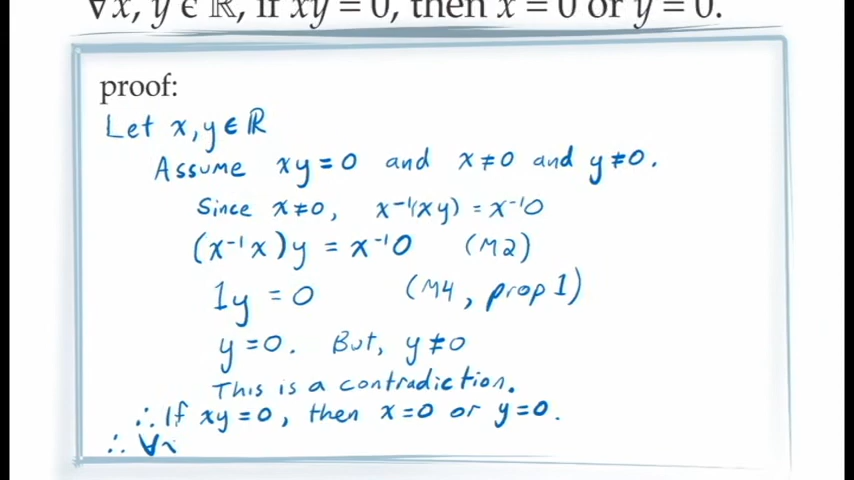 ∀x, y ∈ ℝ, if xy = 0, then x = 0 or y = 0.
proof:
Let x, y ∈ ℝ
Assume xy = 0 and x ≠ 0 and y ≠ 0.
Since x ≠ 0, x⁻¹(xy) = x⁻¹0
(x⁻¹x)y = x⁻¹0 (M2)
1y = 0 (M4, prop 1)
y = 0. But, y ≠ 0
This is a contradiction.
∴ If xy = 0, then x = 0 or y = 0.
∴ ∀x